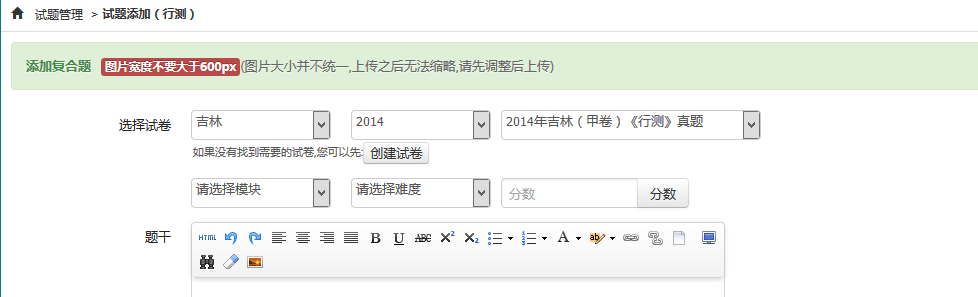 试题管理 > 试题添加（行测）
添加复合题 图片宽度不要大于600px(图片大小并不统一,上传之后无法缩略,请先调整后上传)
选择试卷 吉林 2014 2014年吉林（甲卷）《行测》真题
如果没有找到需要的试卷,您可以先: 创建试卷
请选择模块 请选择难度 分数 分数
题干 HTML B U ABC X² X₂ A ab